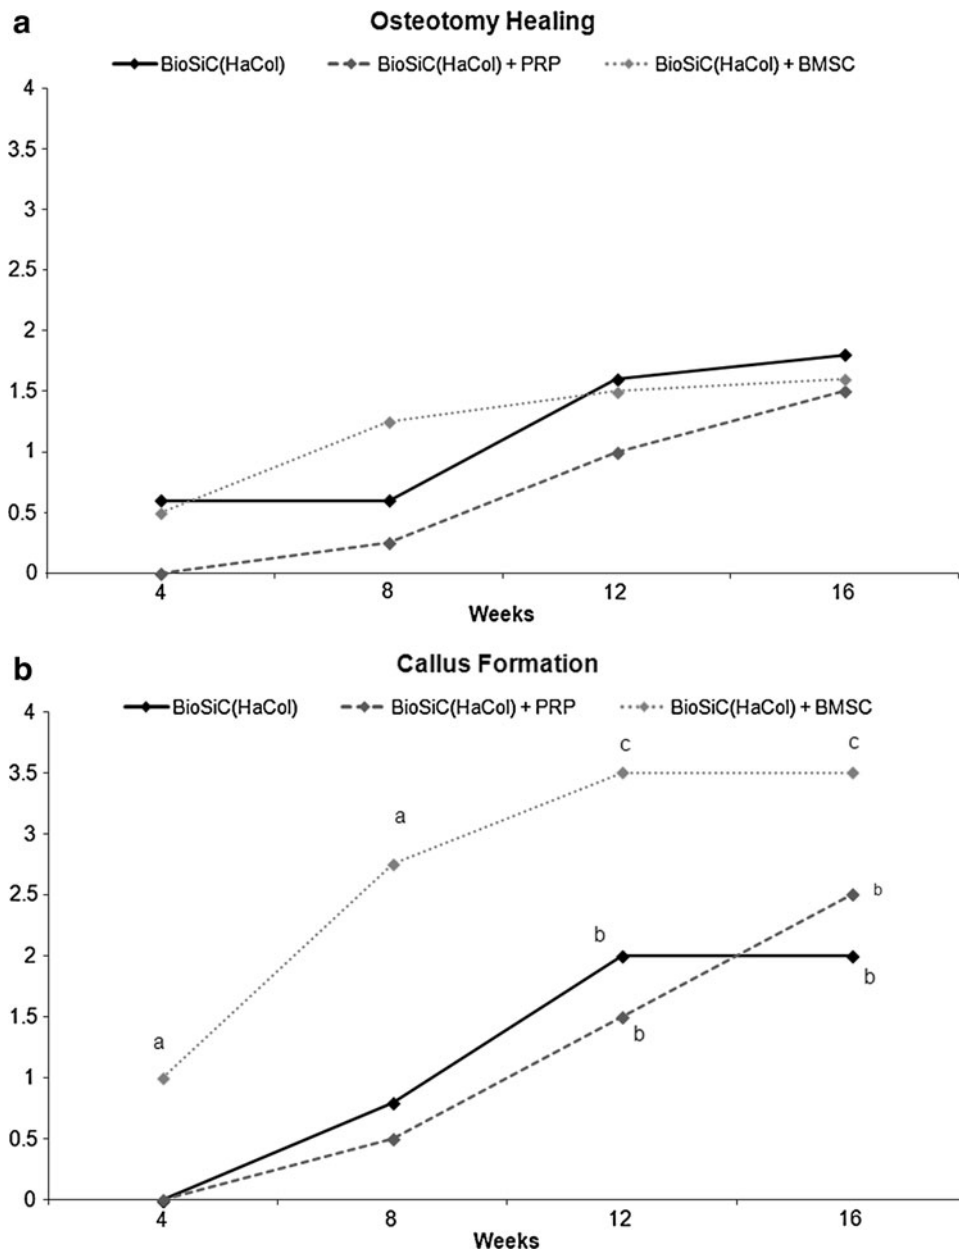 a
Osteotomy Healing
BioSiC(HaCol) BioSiC(HaCol) + PRP BioSiC(HaCol) + BMSC
4
3.5
3
2.5
2
1.5
1
0.5
0
4 8 12 16
Weeks
b
Callus Formation
BioSiC(HaCol) BioSiC(HaCol) + PRP BioSiC(HaCol) + BMSC
4
c c
3.5
a
3
2.5 b
b
2
b
1.5
b
a
1
0.5
0
4 8 12 16
Weeks